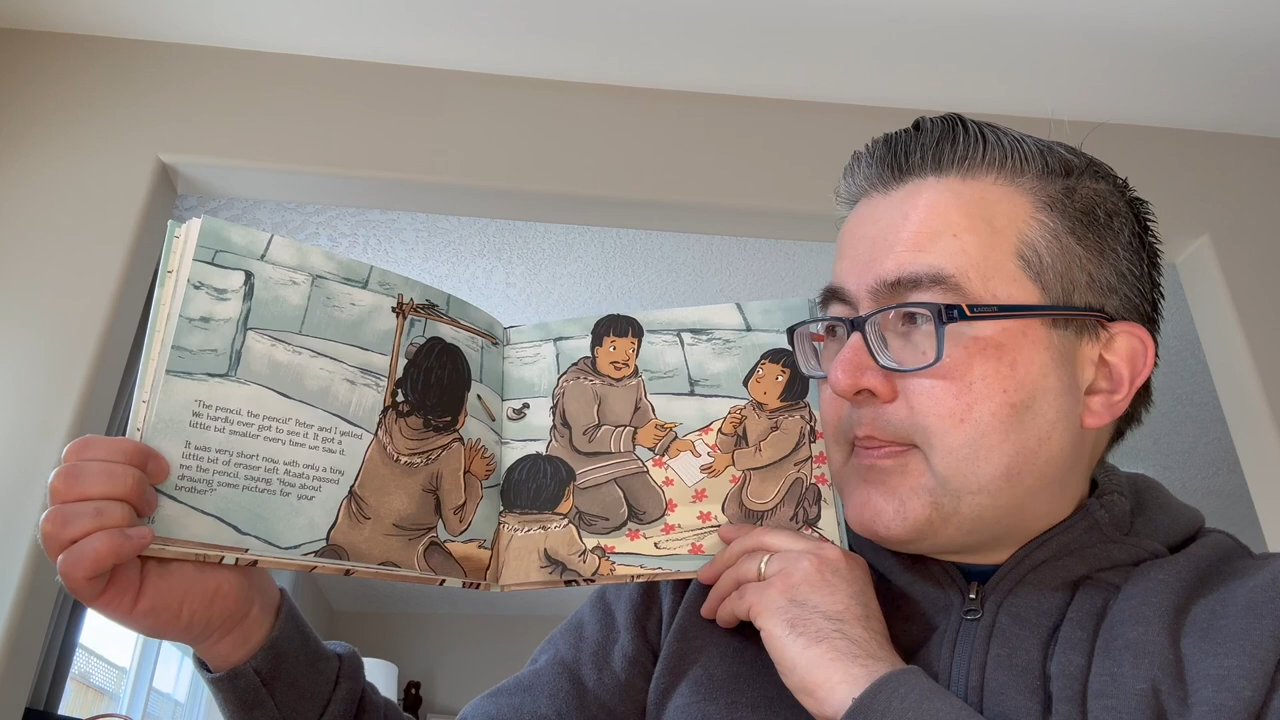 "The pencil, the pencil!" Peter and I yelled.
We hardly ever got to see it. It got a
little bit smaller every time we saw it.
It was very short now, with only a tiny
little bit of eraser left. Ataata passed
me the pencil, saying, "How about
drawing some pictures for your
brother?"
16
LACOSTE